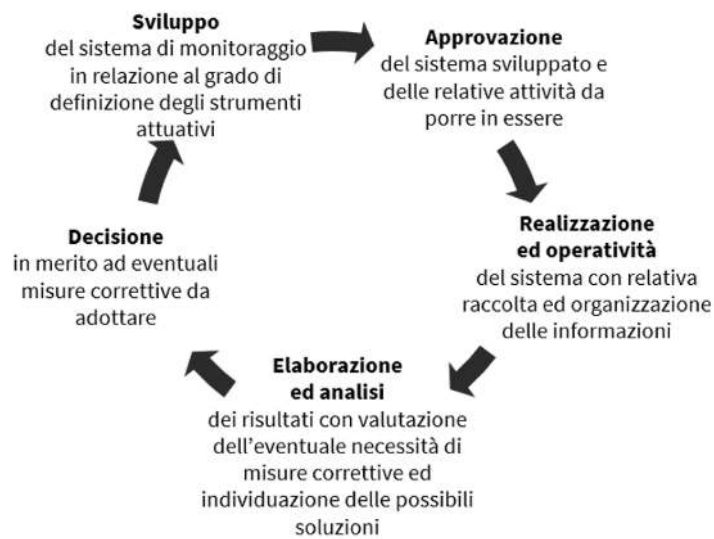 Sviluppo
del sistema di monitoraggio
in relazione al grado di
definizione degli strumenti
attuativi
Approvazione
del sistema sviluppato e
delle relative attività da
porre in essere
Realizzazione
ed operatività
del sistema con relativa
raccolta ed organizzazione
delle informazioni
Elaborazione
ed analisi
dei risultati con valutazione
dell'eventuale necessità di
misure correttive ed
individuazione delle possibili
soluzioni
Decisione
in merito ad eventuali
misure correttive da
adottare